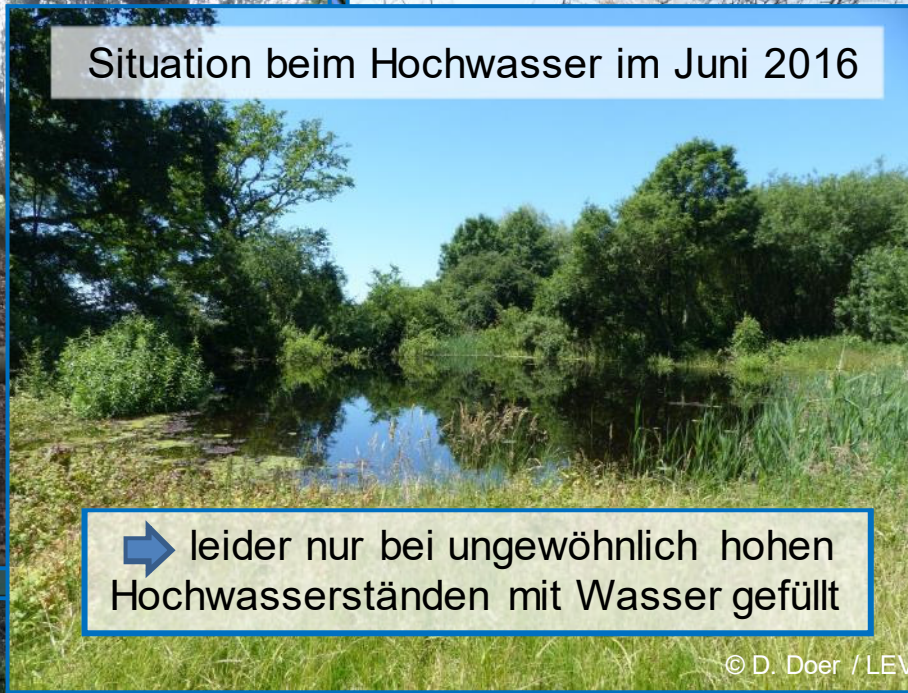 Situation beim Hochwasser im Juni 2016
leider nur bei ungewöhnlich hohen
Hochwasserständen mit Wasser gefüllt
© D. Doer / LEV